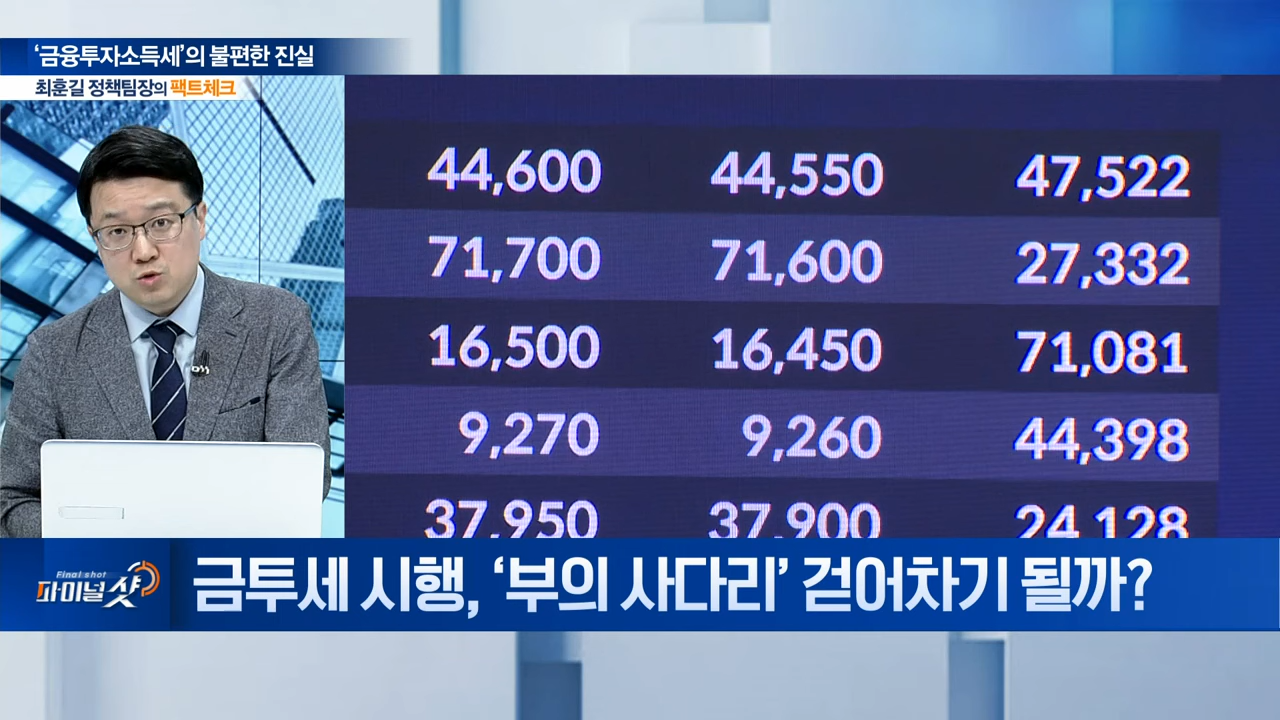 ‘금융투자소득세’의 불편한 진실
최훈길 정책팀장의 팩트체크
44,600 44,550 47,522
71,700 71,600 27,332
16,500 16,450 71,081
9,270 9,260 44,398
37,950 37,900 24,128
Final shot
파이널샷
금투세 시행, ‘부의 사다리’ 걷어차기 될까?